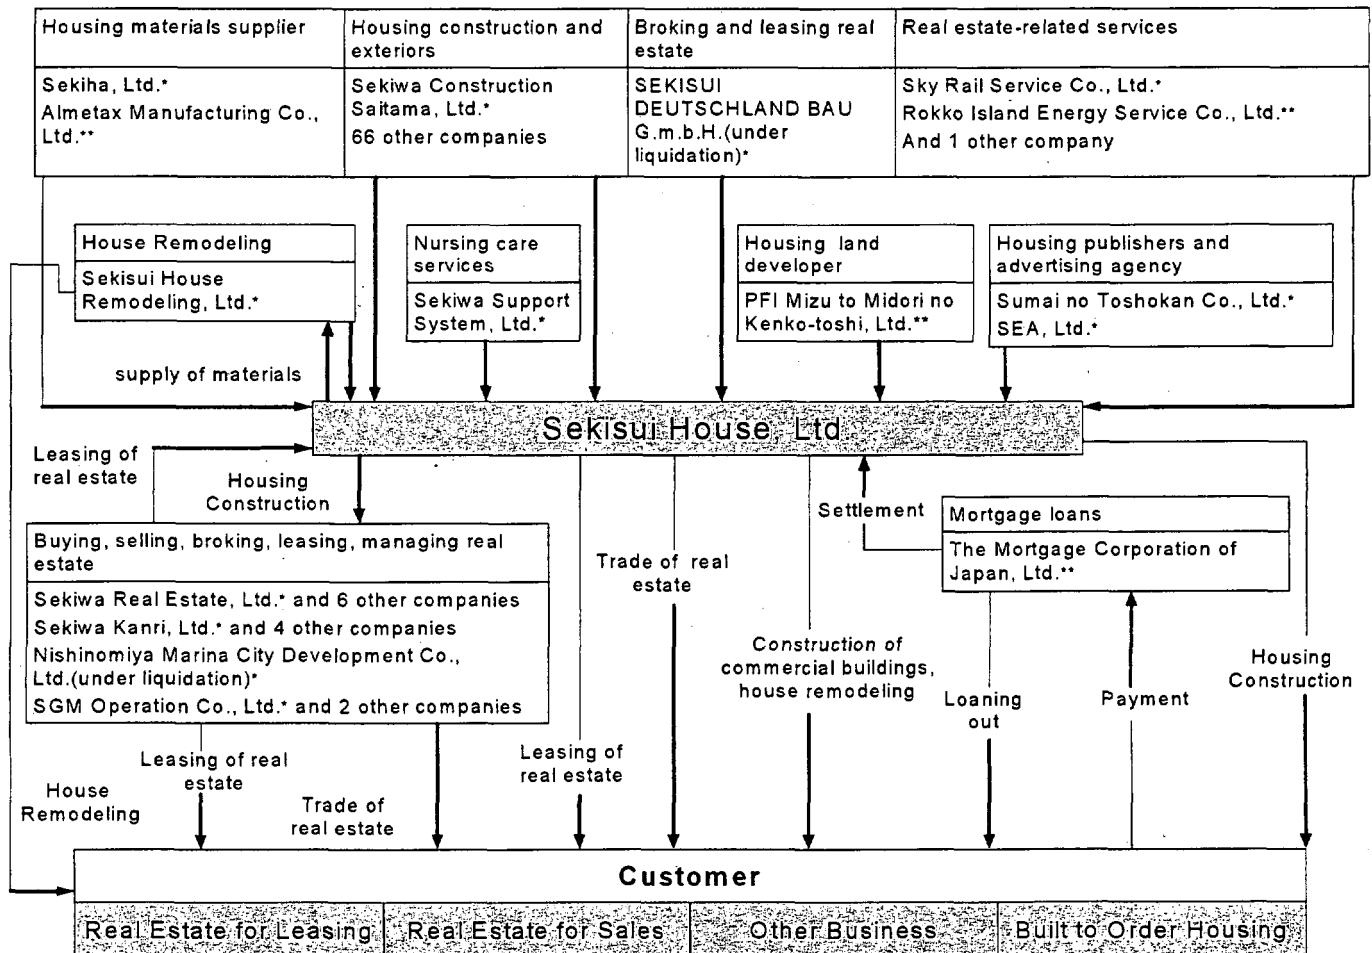 Housing materials supplier
Sekiha, Ltd.*
Almetax Manufacturing Co.,
Ltd.**
Housing construction and
exteriors
Sekiwa Construction
Saitama, Ltd.*
66 other companies
Broking and leasing real
estate
SEKISUI
DEUTSCHLAND BAU
G.m.b.H.(under
liquidation)*
Real estate-related services
Sky Rail Service Co., Ltd.*
Rokko Island Energy Service Co., Ltd.**
And 1 other company
House Remodeling
Sekisui House
Remodeling, Ltd.*
Nursing care
services
Sekiwa Support
System, Ltd.*
Housing land
developer
PFI Mizu to Midori no
Kenko-toshi, Ltd.**
Housing publishers and
advertising agency
Sumai no Toshokan Co., Ltd.*
SEA, Ltd.*
supply of materials
Sekisui House, Ltd.
Leasing of
real estate
Housing
Construction
Settlement
Mortgage loans
The Mortgage Corporation of
Japan, Ltd.**
Buying, selling, broking, leasing, managing real
estate
Sekiwa Real Estate, Ltd.* and 6 other companies
Sekiwa Kanri, Ltd.* and 4 other companies
Nishinomiya Marina City Development Co.,
Ltd.(under liquidation)*
SGM Operation Co., Ltd.* and 2 other companies
Trade of real
estate
Construction of
commercial buildings,
house remodeling
Loaning
out
Payment
Housing
Construction
Leasing of real
estate
Leasing of
real estate
House
Remodeling
Trade of
real estate
Customer
Real Estate for Leasing
Real Estate for Sales
Other Business
Built to Order Housing